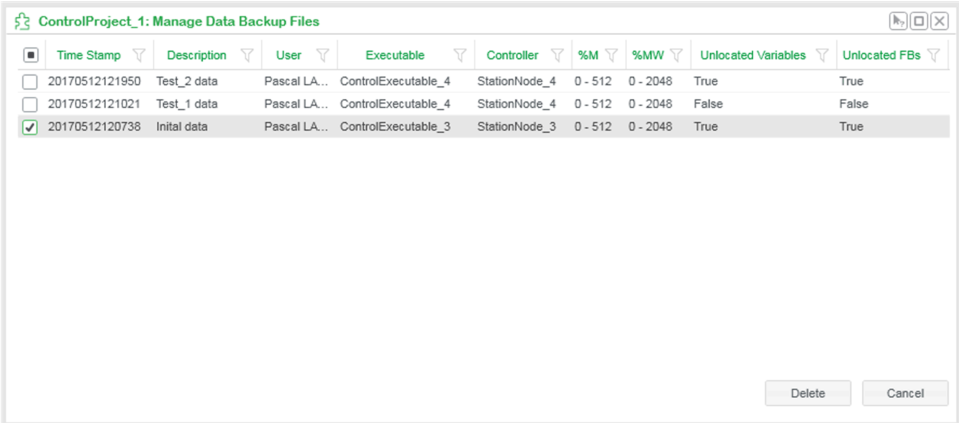 ControlProject_1: Manage Data Backup Files
Time Stamp Description User Executable Controller %M %MW Unlocated Variables Unlocated FBs
20170512121950 Test_2 data Pascal LA... ControlExecutable_4 StationNode_4 0 - 512 0 - 2048 True True
20170512121021 Test_1 data Pascal LA... ControlExecutable_4 StationNode_4 0 - 512 0 - 2048 False False
20170512120738 Inital data Pascal LA... ControlExecutable_3 StationNode_3 0 - 512 0 - 2048 True True
Delete Cancel